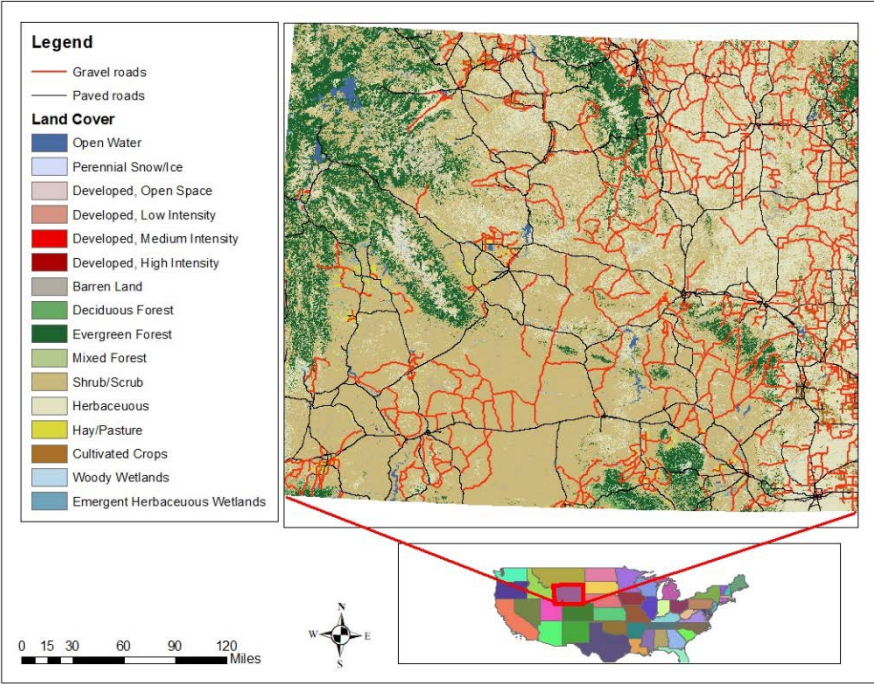 Legend
Gravel roads
Paved roads
Land Cover
Open Water
Perennial Snow/Ice
Developed, Open Space
Developed, Low Intensity
Developed, Medium Intensity
Developed, High Intensity
Barren Land
Deciduous Forest
Evergreen Forest
Mixed Forest
Shrub/Scrub
Herbaceuous
Hay/Pasture
Cultivated Crops
Woody Wetlands
Emergent Herbaceuous Wetlands
N
W E
S
0 15 30 60 90 120
Miles